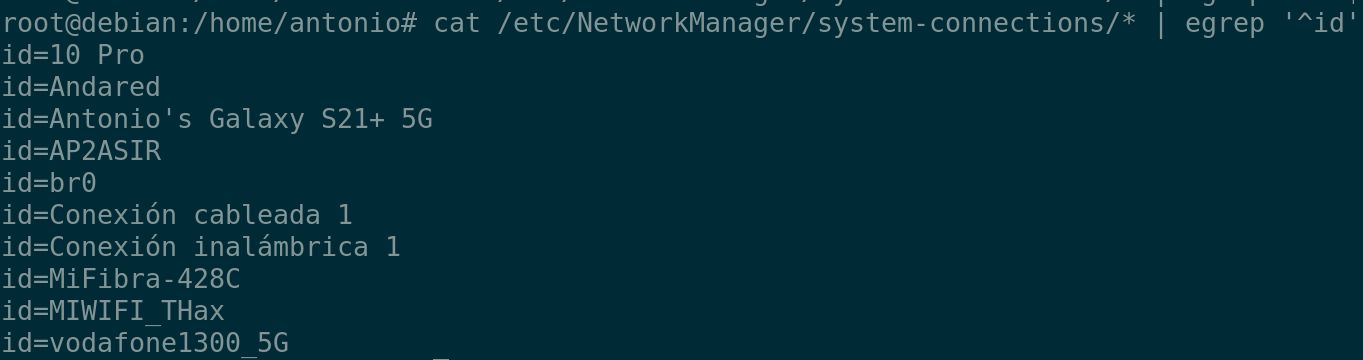 root@debian:/home/antonio# cat /etc/NetworkManager/system-connections/* | egrep '^id'
id=10 Pro
id=Andared
id=Antonio's Galaxy S21+ 5G
id=AP2ASIR
id=br0
id=Conexión cableada 1
id=Conexión inalámbrica 1
id=MiFibra-428C
id=MIWIFI_THax
id=vodafone1300_5G